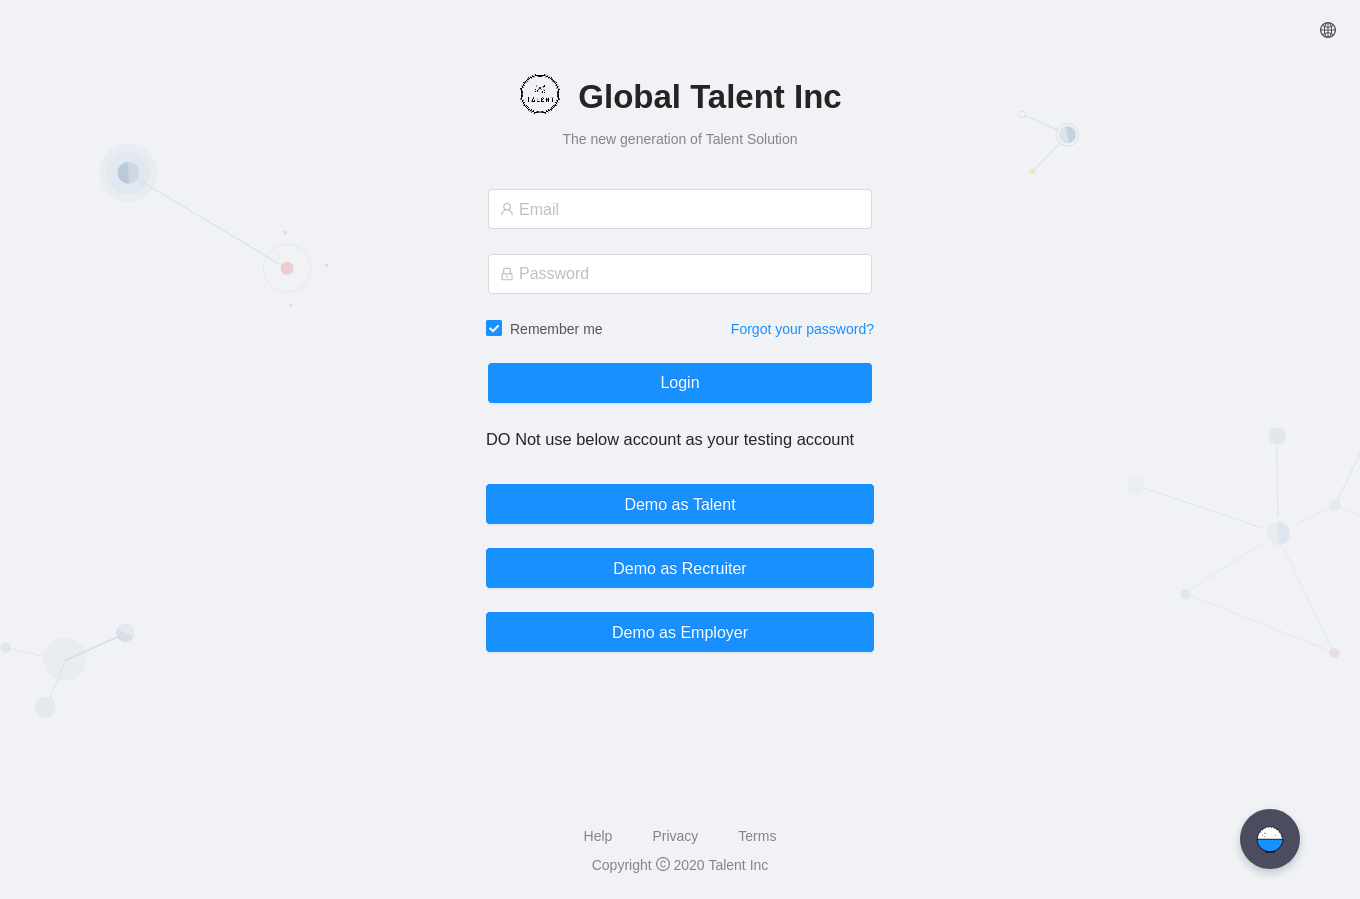 TALENT
Global Talent Inc
The new generation of Talent Solution
Email
Password
Remember me
Forgot your password?
Login
DO Not use below account as your testing account
Demo as Talent
Demo as Recruiter
Demo as Employer
Help Privacy Terms
Copyright © 2020 Talent Inc